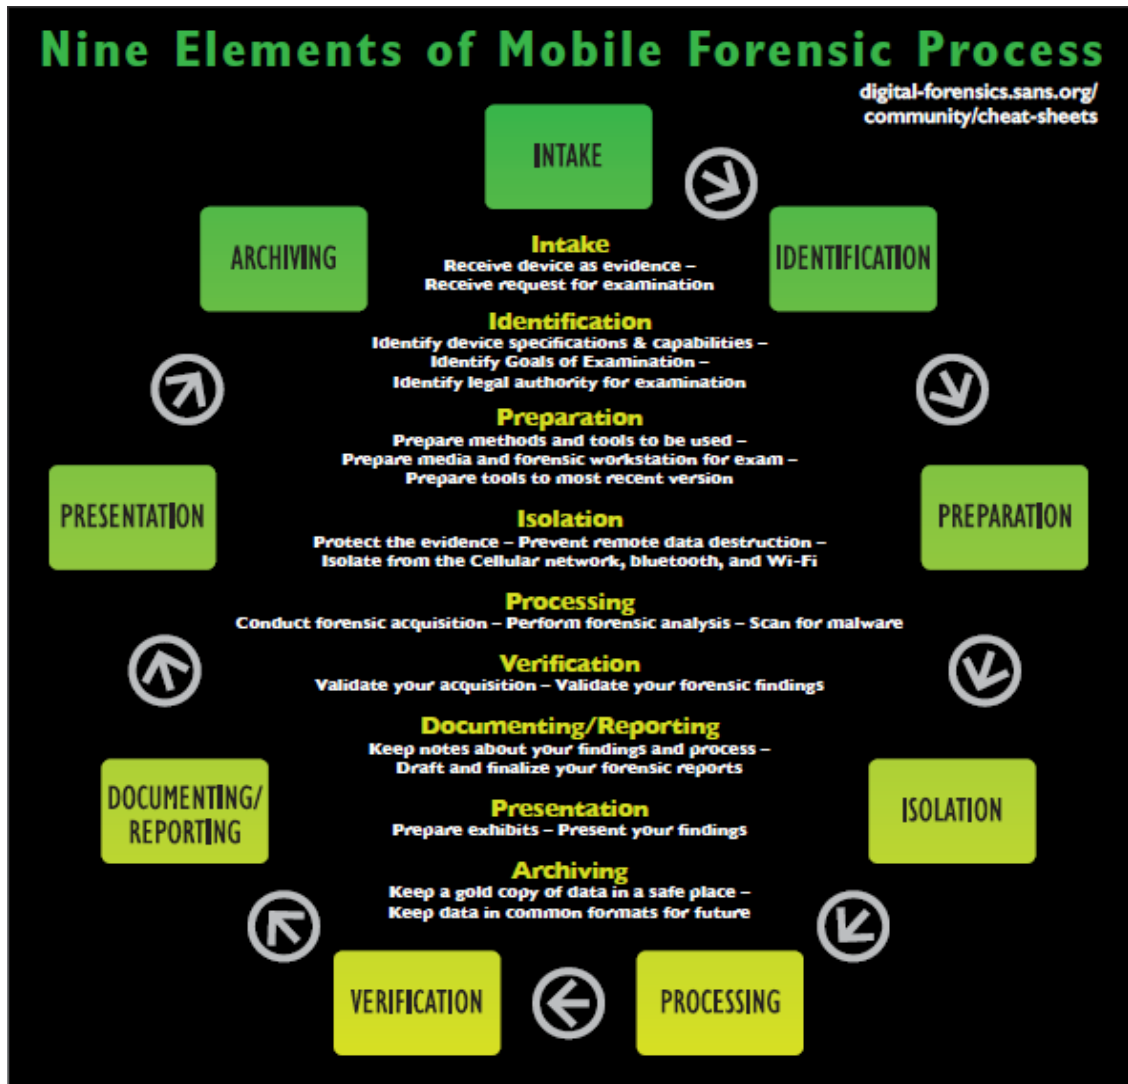 Nine Elements of Mobile Forensic Process
digital-forensics.sans.org/
community/cheat-sheets
INTAKE
ARCHIVING
IDENTIFICATION
Intake
Receive device as evidence –
Receive request for examination
Identification
Identify device specifications & capabilities –
Identify Goals of Examination –
Identify legal authority for examination
Preparation
Prepare methods and tools to be used –
Prepare media and forensic workstation for exam –
Prepare tools to most recent version
PRESENTATION
PREPARATION
Isolation
Protect the evidence – Prevent remote data destruction –
Isolate from the Cellular network, bluetooth, and Wi-Fi
Processing
Conduct forensic acquisition – Perform forensic analysis – Scan for malware
Verification
Validate your acquisition – Validate your forensic findings
Documenting/Reporting
Keep notes about your findings and process –
Draft and finalize your forensic reports
DOCUMENTING/
REPORTING
ISOLATION
Presentation
Prepare exhibits – Present your findings
Archiving
Keep a gold copy of data in a safe place –
Keep data in common formats for future
VERIFICATION
PROCESSING